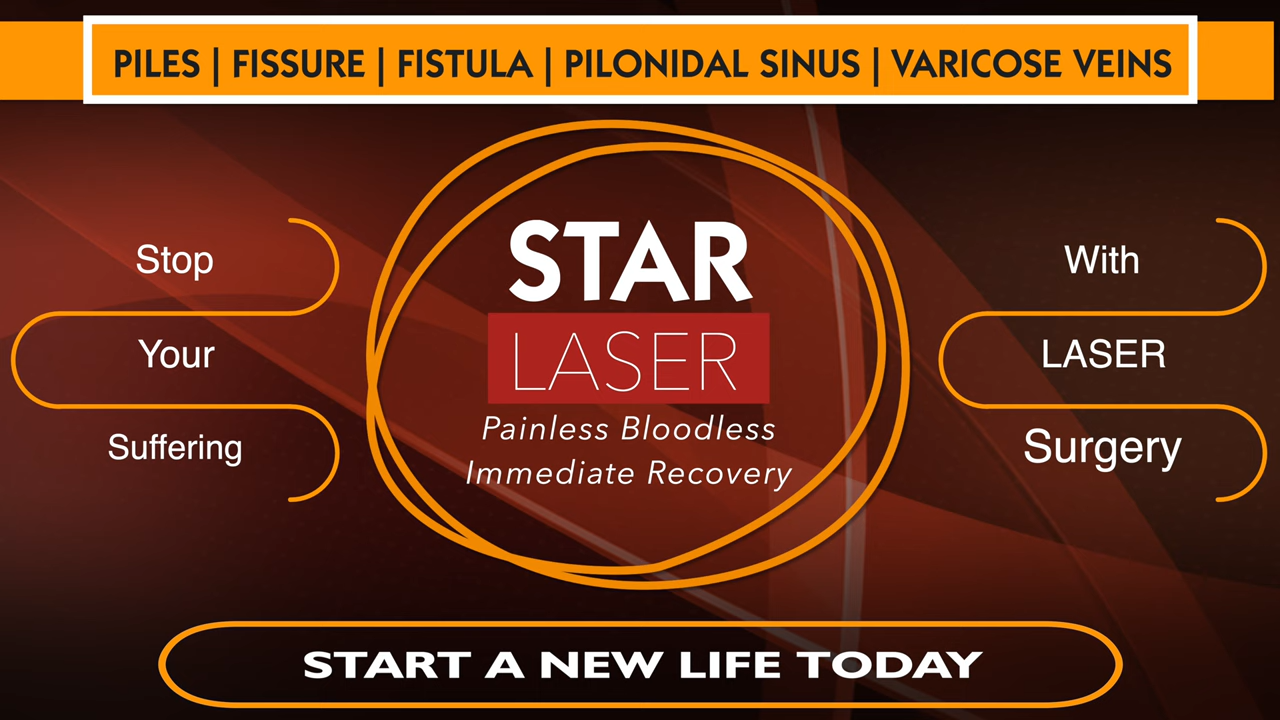 PILES | FISSURE | FISTULA | PILONIDAL SINUS | VARICOSE VEINS
Stop
Your
Suffering
STAR
LASER
Painless Bloodless
Immediate Recovery
With
LASER
Surgery
START A NEW LIFE TODAY